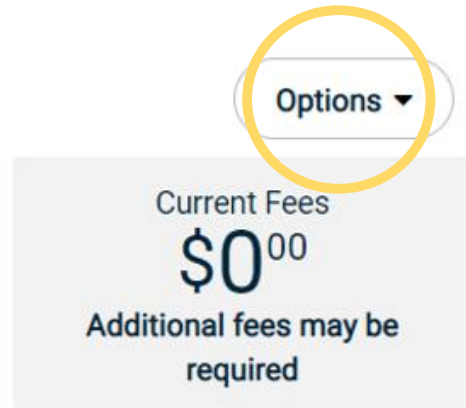 Options
Current Fees
$000
Additional fees may be
required